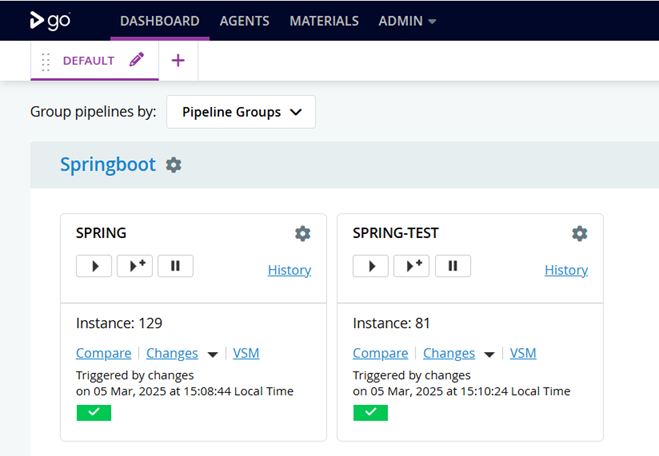 go
DASHBOARD AGENTS MATERIALS ADMIN
DEFAULT +
Group pipelines by: Pipeline Groups
Springboot
SPRING
History
Instance: 129
Compare Changes VSM
Triggered by changes
on 05 Mar, 2025 at 15:08:44 Local Time
SPRING-TEST
History
Instance: 81
Compare Changes VSM
Triggered by changes
on 05 Mar, 2025 at 15:10:24 Local Time